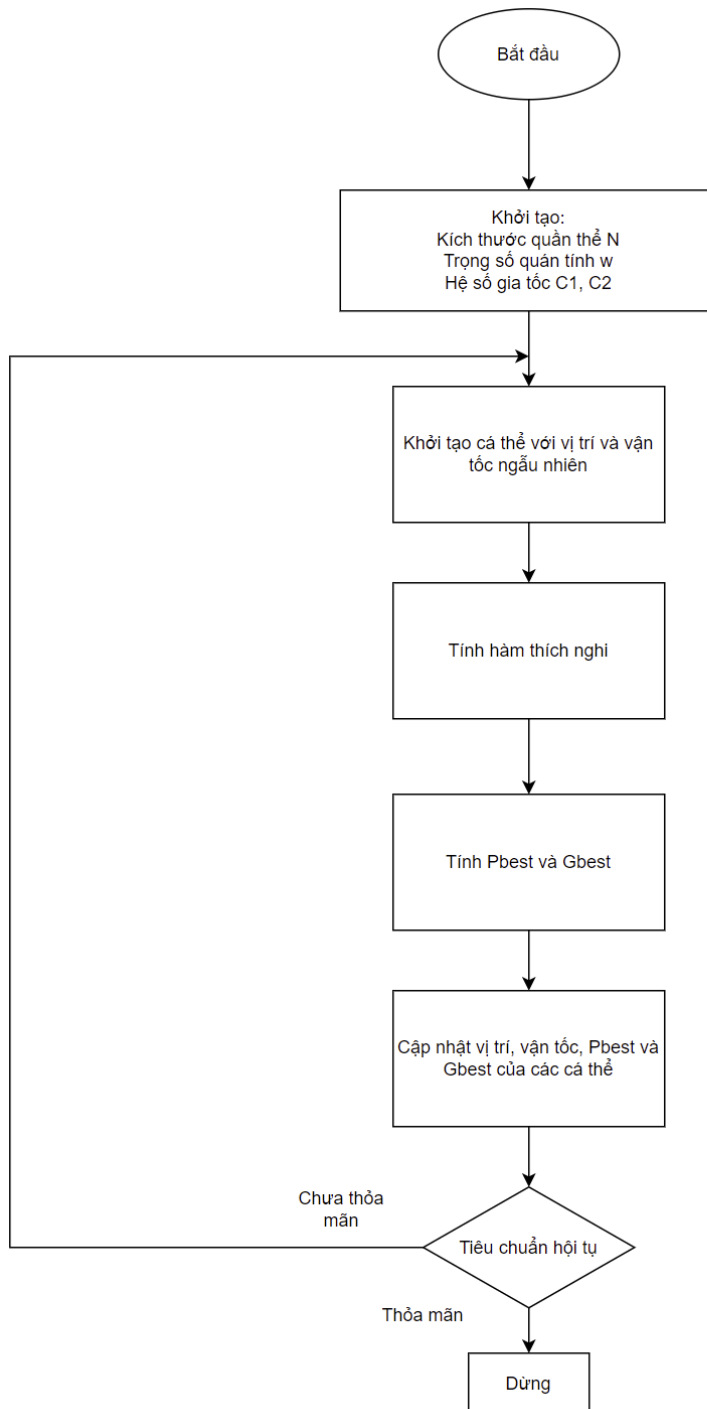 Bắt đầu
Khởi tạo:
Kích thước quần thể N
Trọng số quán tính w
Hệ số gia tốc C1, C2
Khởi tạo cá thể với vị trí và vận
tốc ngẫu nhiên
Tính hàm thích nghi
Tính Pbest và Gbest
Cập nhật vị trí, vận tốc, Pbest và
Gbest của các cá thể
Chưa thỏa
mãn
Tiêu chuẩn hội tụ
Thỏa mãn
Dừng